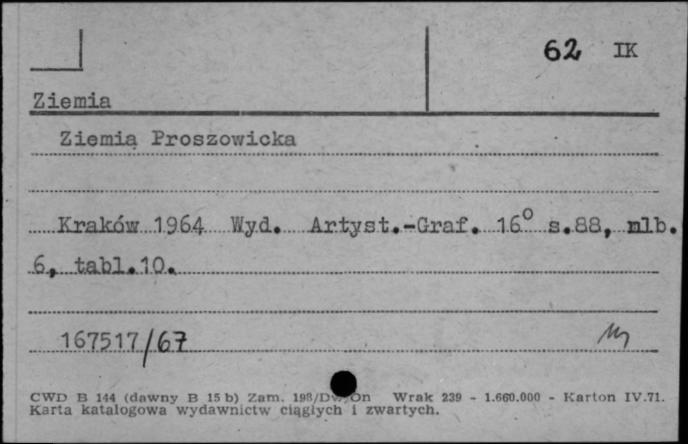 62 IK
Ziemia
Ziemia Proszowicka
Kraków 1964 Wyd. Artyst.-Graf. 16° s.88, nlb.
6, tabl.10.
167517/67
CWD B 144 (dawny B 15 b) Zam. 198/Dw/On Wrak 239 - 1.660.000 - Karton IV.71.
Karta katalogowa wydawnictw ciągłych i zwartych.